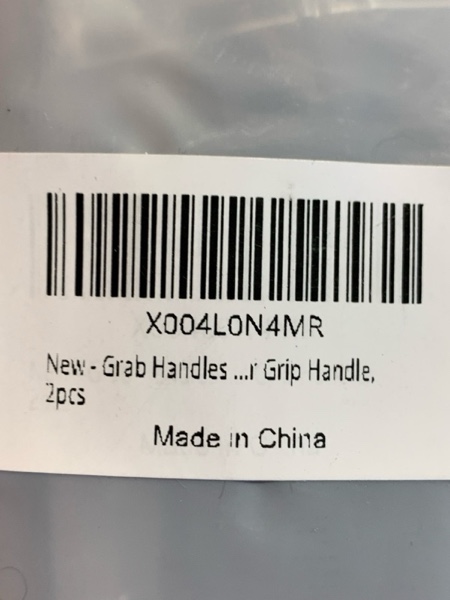 X004L0N4MR
New - Grab Handles ...r Grip Handle,
2pcs
Made in China